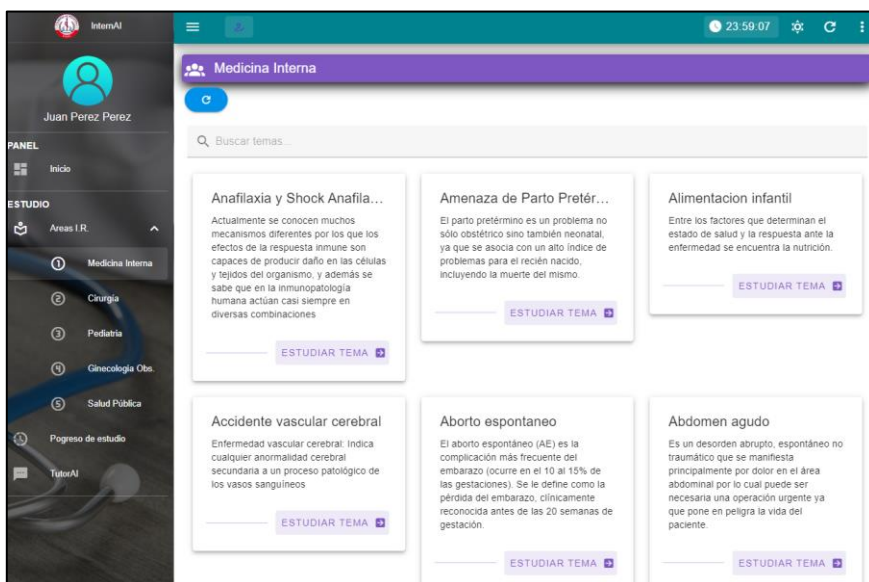 InternAI
23:59:07
Juan Perez Perez
PANEL
Inicio
ESTUDIO
Areas I.R.
1
Medicina Interna
2
Cirugía
3
Pediatria
4
Ginecología Obs.
5
Salud Pública
Pogreso de estudio
TutorAI
Medicina Interna
Buscar temas...
Anafilaxia y Shock Anafila...
Actualmente se conocen muchos
mecanismos diferentes por los que los
efectos de la respuesta inmune son
capaces de producir daño en las células
y tejidos del organismo, y además se
sabe que en la inmunopatología
humana actúan casi siempre en
diversas combinaciones
ESTUDIAR TEMA
Amenaza de Parto Pretér...
El parto pretérmino es un problema no
sólo obstétrico sino también neonatal,
ya que se asocia con un alto índice de
problemas para el recién nacido,
incluyendo la muerte del mismo.
ESTUDIAR TEMA
Alimentacion infantil
Entre los factores que determinan el
estado de salud y la respuesta ante la
enfermedad se encuentra la nutrición.
ESTUDIAR TEMA
Accidente vascular cerebral
Enfermedad vascular cerebral: Indica
cualquier anormalidad cerebral
secundaria a un proceso patológico de
los vasos sanguíneos
ESTUDIAR TEMA
Aborto espontaneo
El aborto espontáneo (AE) es la
complicación más frecuente del
embarazo (ocurre en el 10 al 15% de
las gestaciones). Se le define como la
pérdida del embarazo, clínicamente
reconocida antes de las 20 semanas de
gestación.
ESTUDIAR TEMA
Abdomen agudo
Es un desorden abrupto, espontáneo no
traumático que se manifiesta
principalmente por dolor en el área
abdominal por lo cual puede ser
necesaria una operación urgente ya
que pone en peligra la vida del
paciente.
ESTUDIAR TEMA